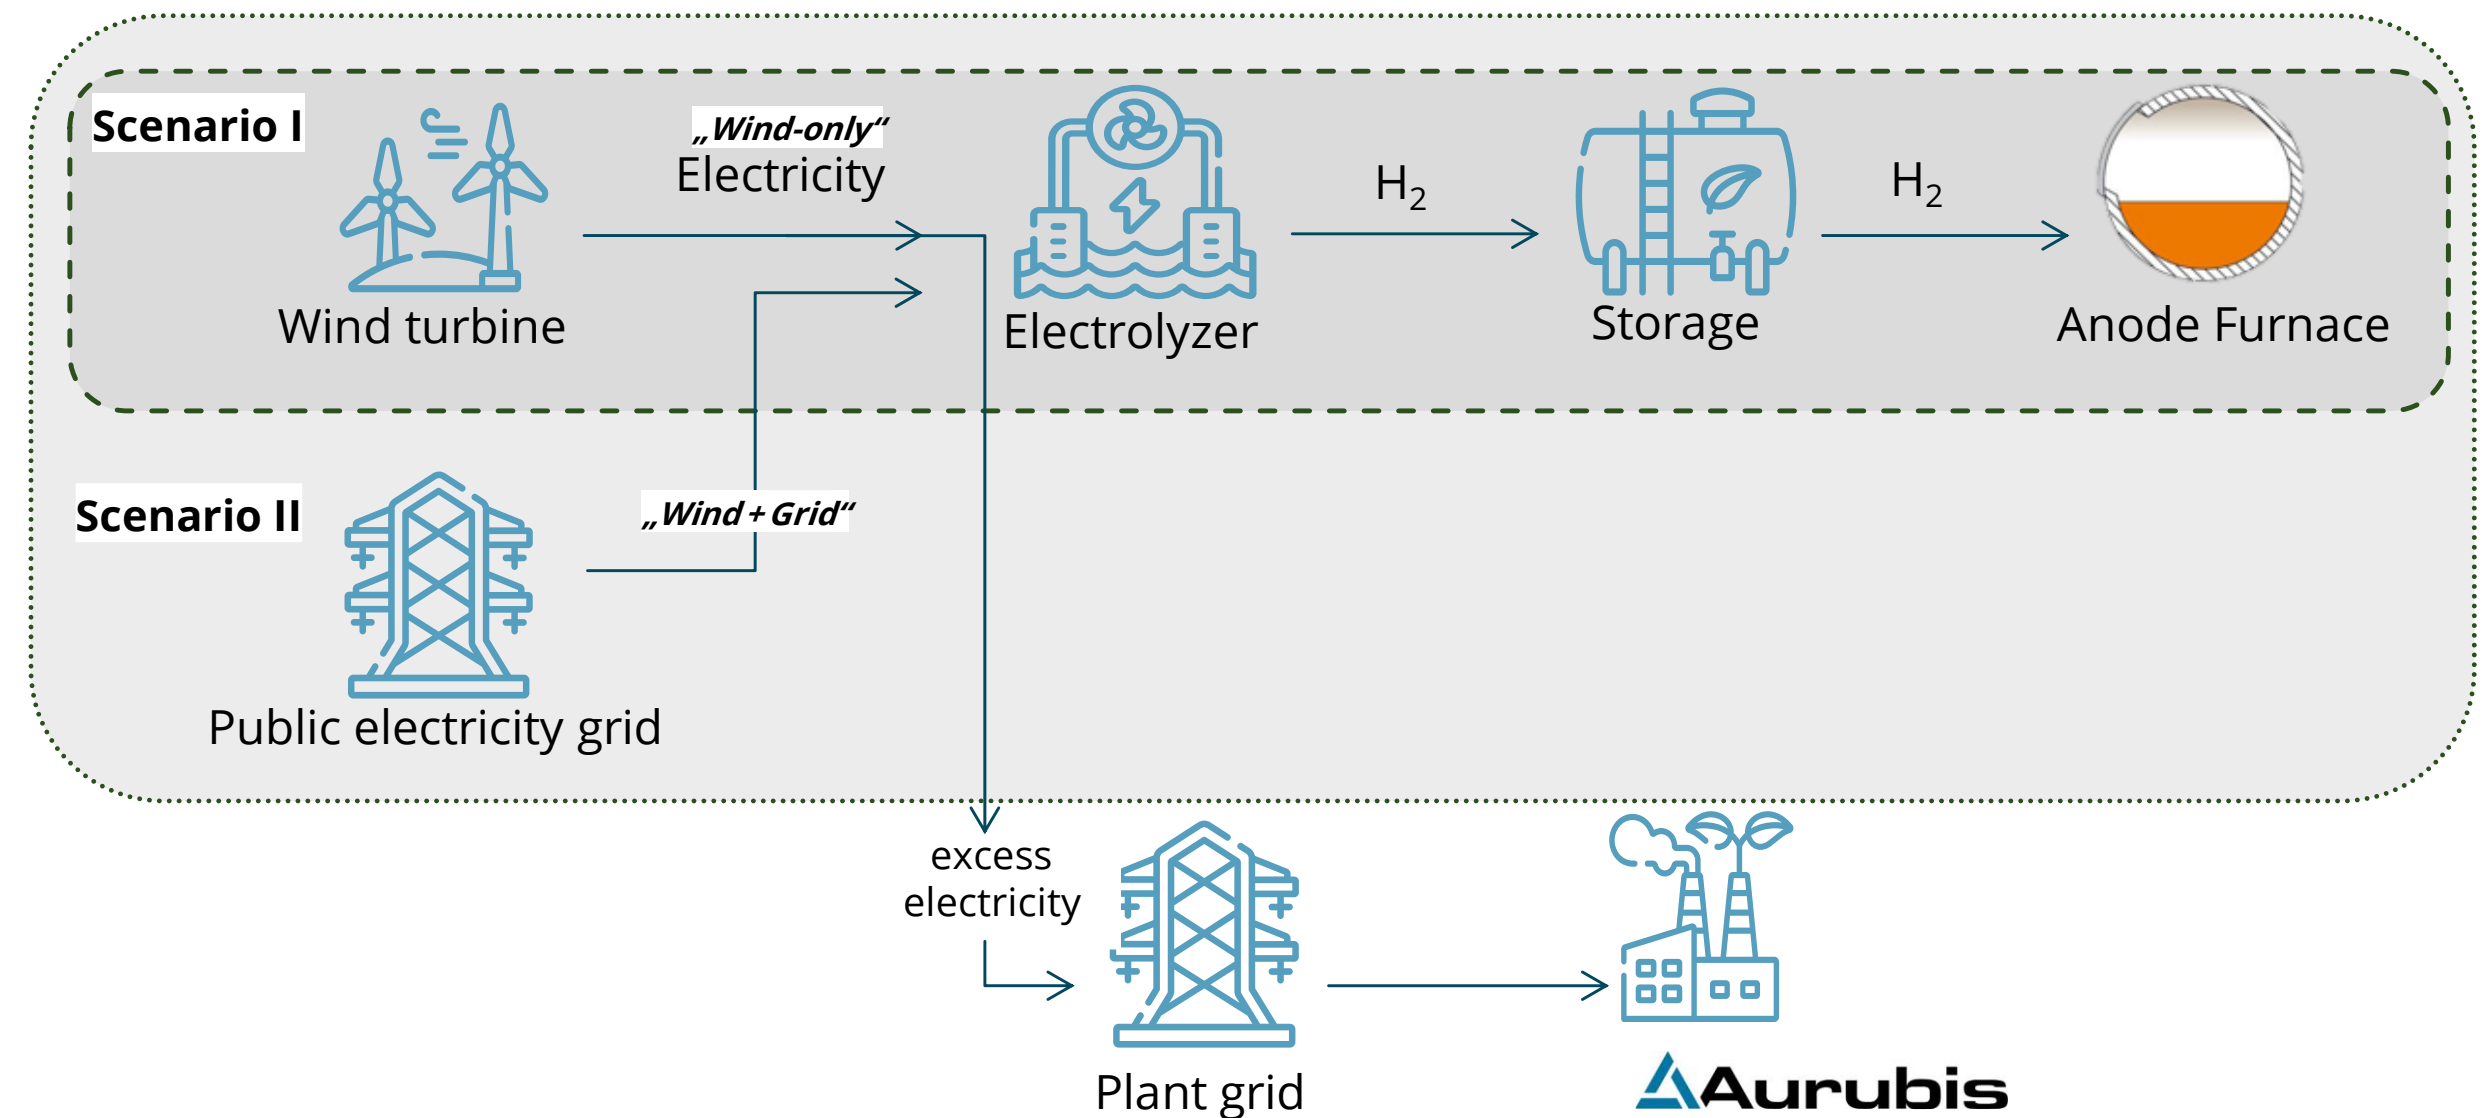 Scenario I
„Wind-only“
Electricity
H₂
H₂
Wind turbine
Electrolyzer
Storage
Anode Furnace
Scenario II
„Wind + Grid“
Public electricity grid
excess
electricity
Plant grid
Aurubis